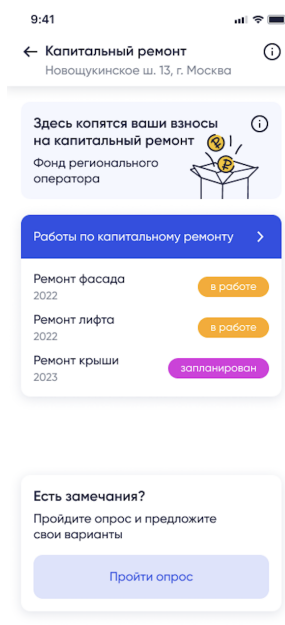 9:41
Капитальный ремонт
Новощукинское ш. 13, г. Москва
Здесь копятся ваши взносы
на капитальный ремонт
Фонд регионального
оператора
Работы по капитальному ремонту
Ремонт фасада
2022
в работе
Ремонт лифта
2022
в работе
Ремонт крыши
2023
запланирован
Есть замечания?
Пройдите опрос и предложите
свои варианты
Пройти опрос